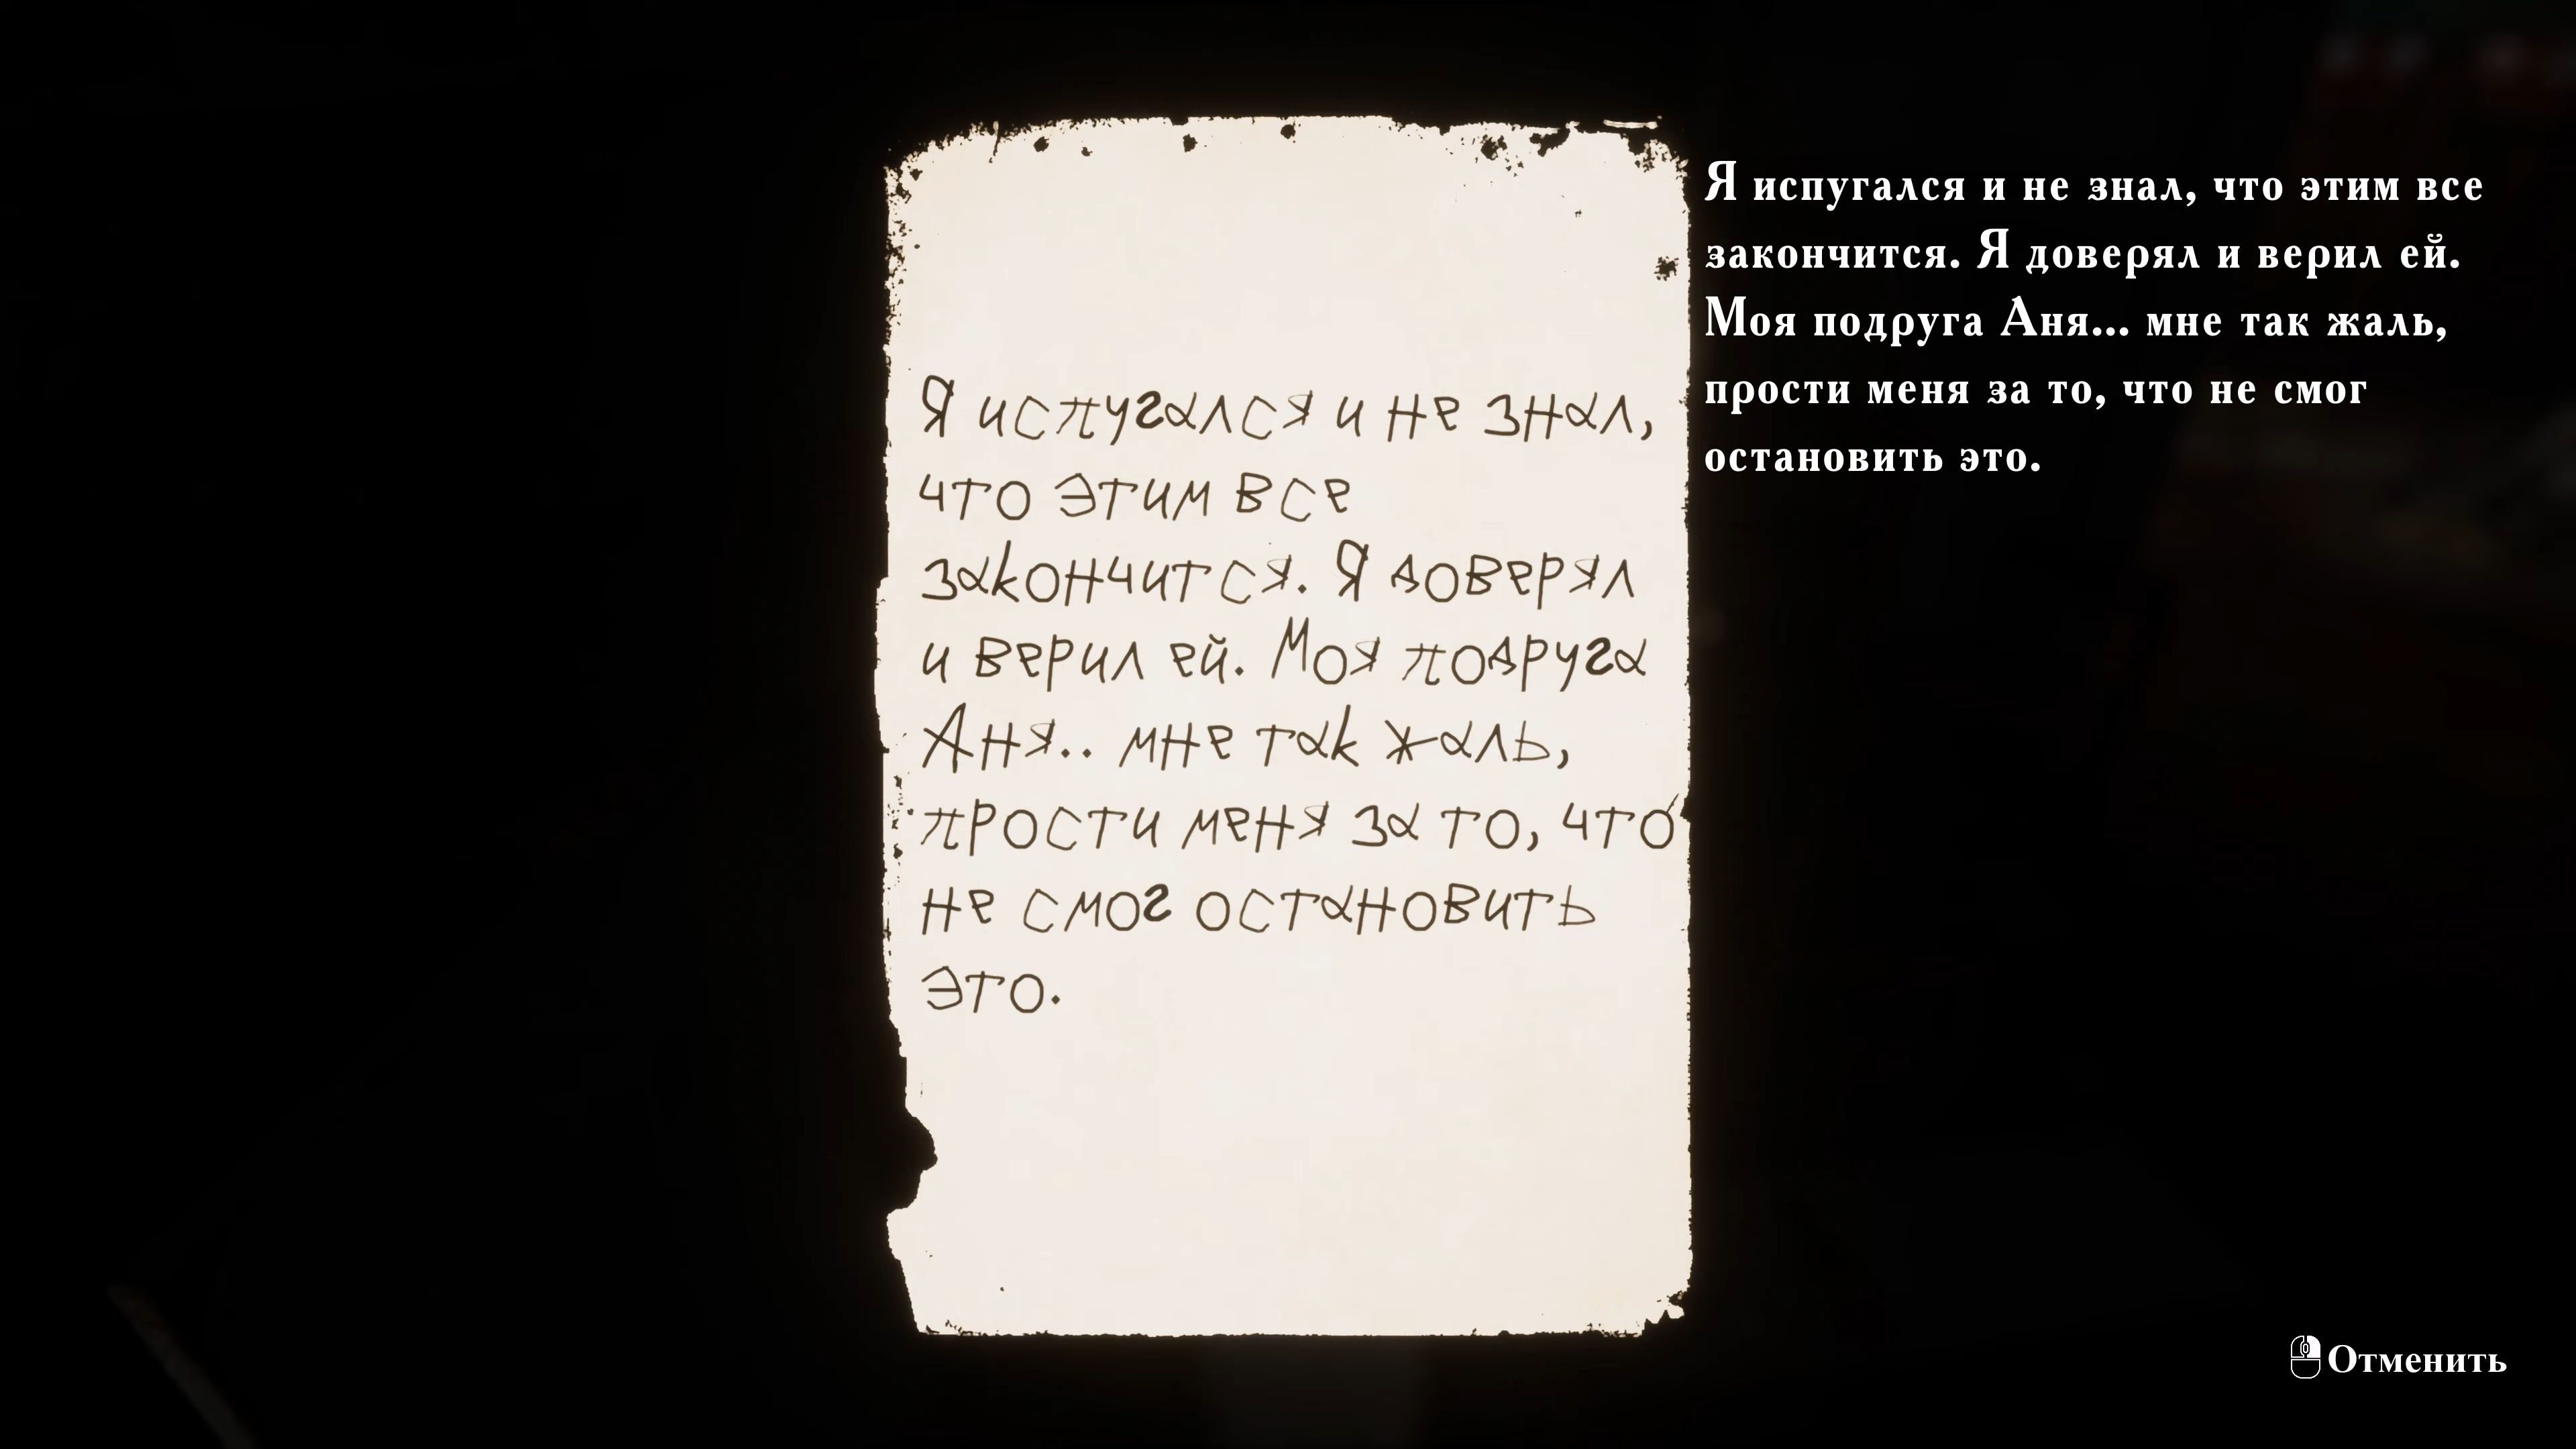 Я испугался и не знал,
что этим все
закончится. Я доверял
и верил ей. Моя подруга
Аня.. мне так жаль,
прости меня за то, что
не смог остановить
это.
Я испугался и не знал, что этим все
закончится. Я доверял и верил ей.
Моя подруга Аня... мне так жаль,
прости меня за то, что не смог
остановить это.
Отменить